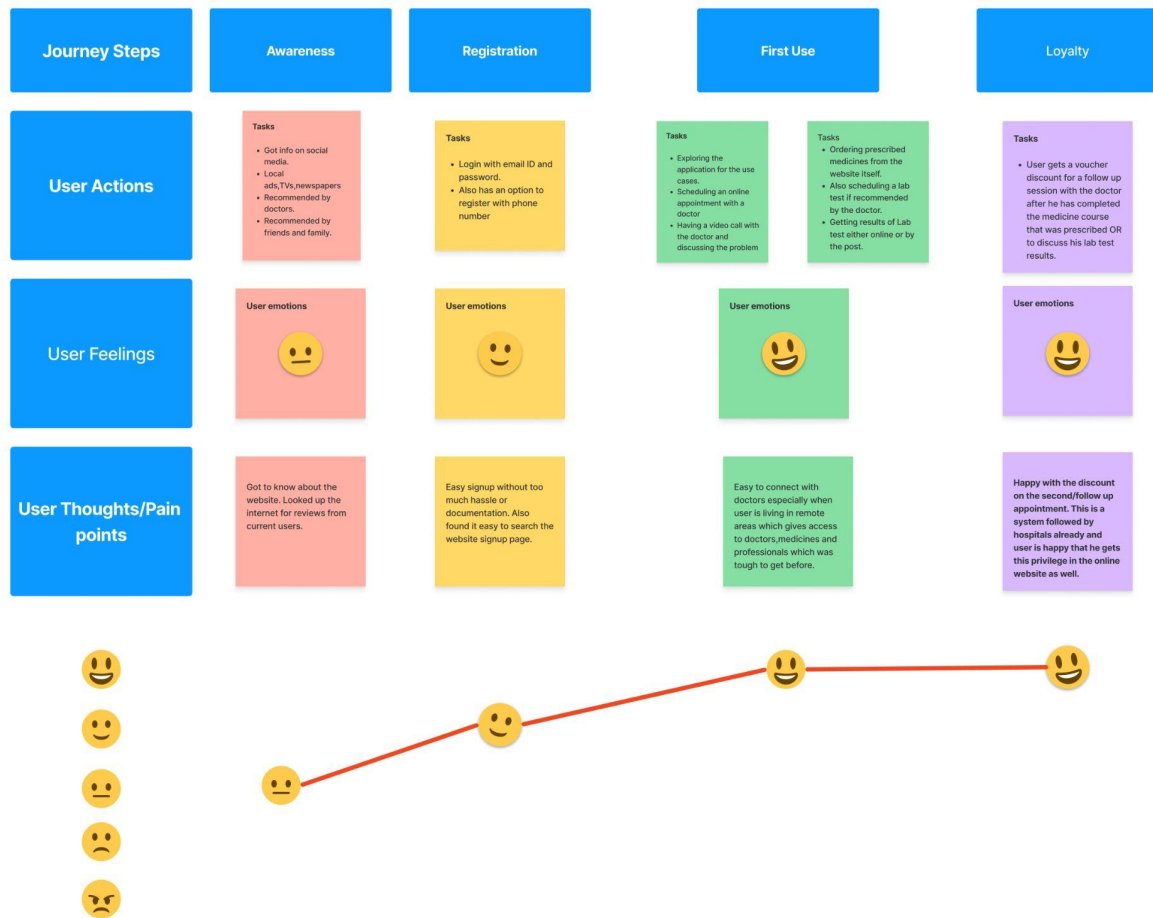 Journey Steps
Awareness
Registration
First Use
Loyalty
User Actions
Tasks
• Got info on social
media.
• Local
ads,TVs,newspapers
• Recommended by
doctors.
• Recommended by
friends and family.
Tasks
• Login with email ID and
password.
• Also has an option to
register with phone
number
Tasks
• Exploring the
application for the use
cases.
• Scheduling an online
appointment with a
doctor
• Having a video call with
the doctor and
discussing the problem
Tasks
• Ordering prescribed
medicines from the
website itself.
• Also scheduling a lab
test if recommended
by the doctor.
• Getting results of Lab
test either online or by
the post.
Tasks
• User gets a voucher
discount for a follow up
session with the doctor
after he has completed
the medicine course
that was prescribed OR
to discuss his lab test
results.
User Feelings
User emotions
User emotions
User emotions
User emotions
User Thoughts/Pain
points
Got to know about the
website. Looked up the
internet for reviews from
current users.
Easy signup without too
much hassle or
documentation. Also
found it easy to search the
website signup page.
Easy to connect with
doctors especially when
user is living in remote
areas which gives access
to doctors,medicines and
professionals which was
tough to get before.
Happy with the discount
on the second/follow up
appointment. This is a
system followed by
hospitals already and
user is happy that he gets
this privilege in the online
website as well.